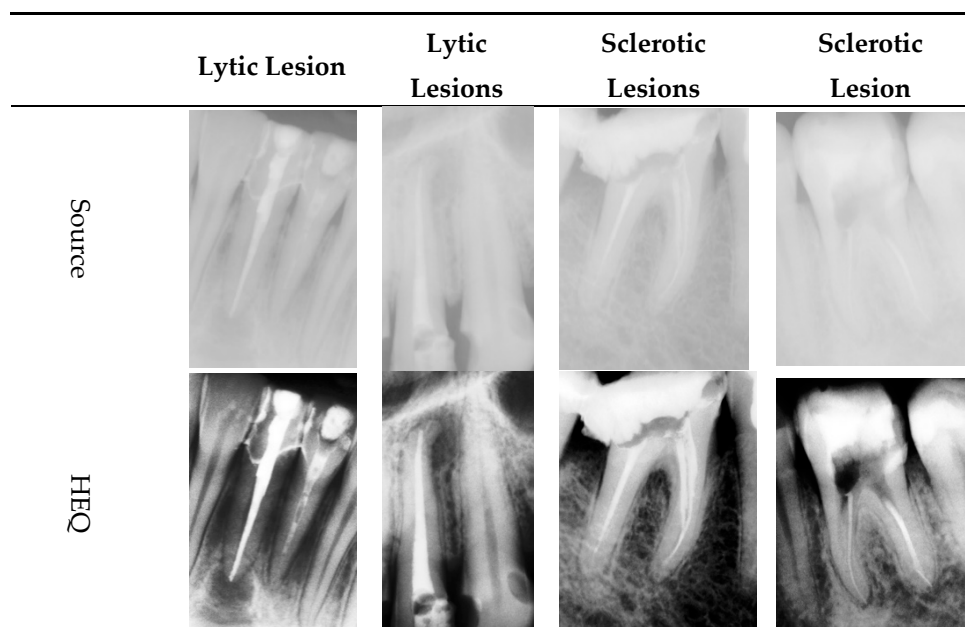 Lytic Lesion
Lytic
Lesions
Sclerotic
Lesions
Sclerotic
Lesion
Source
HEQ